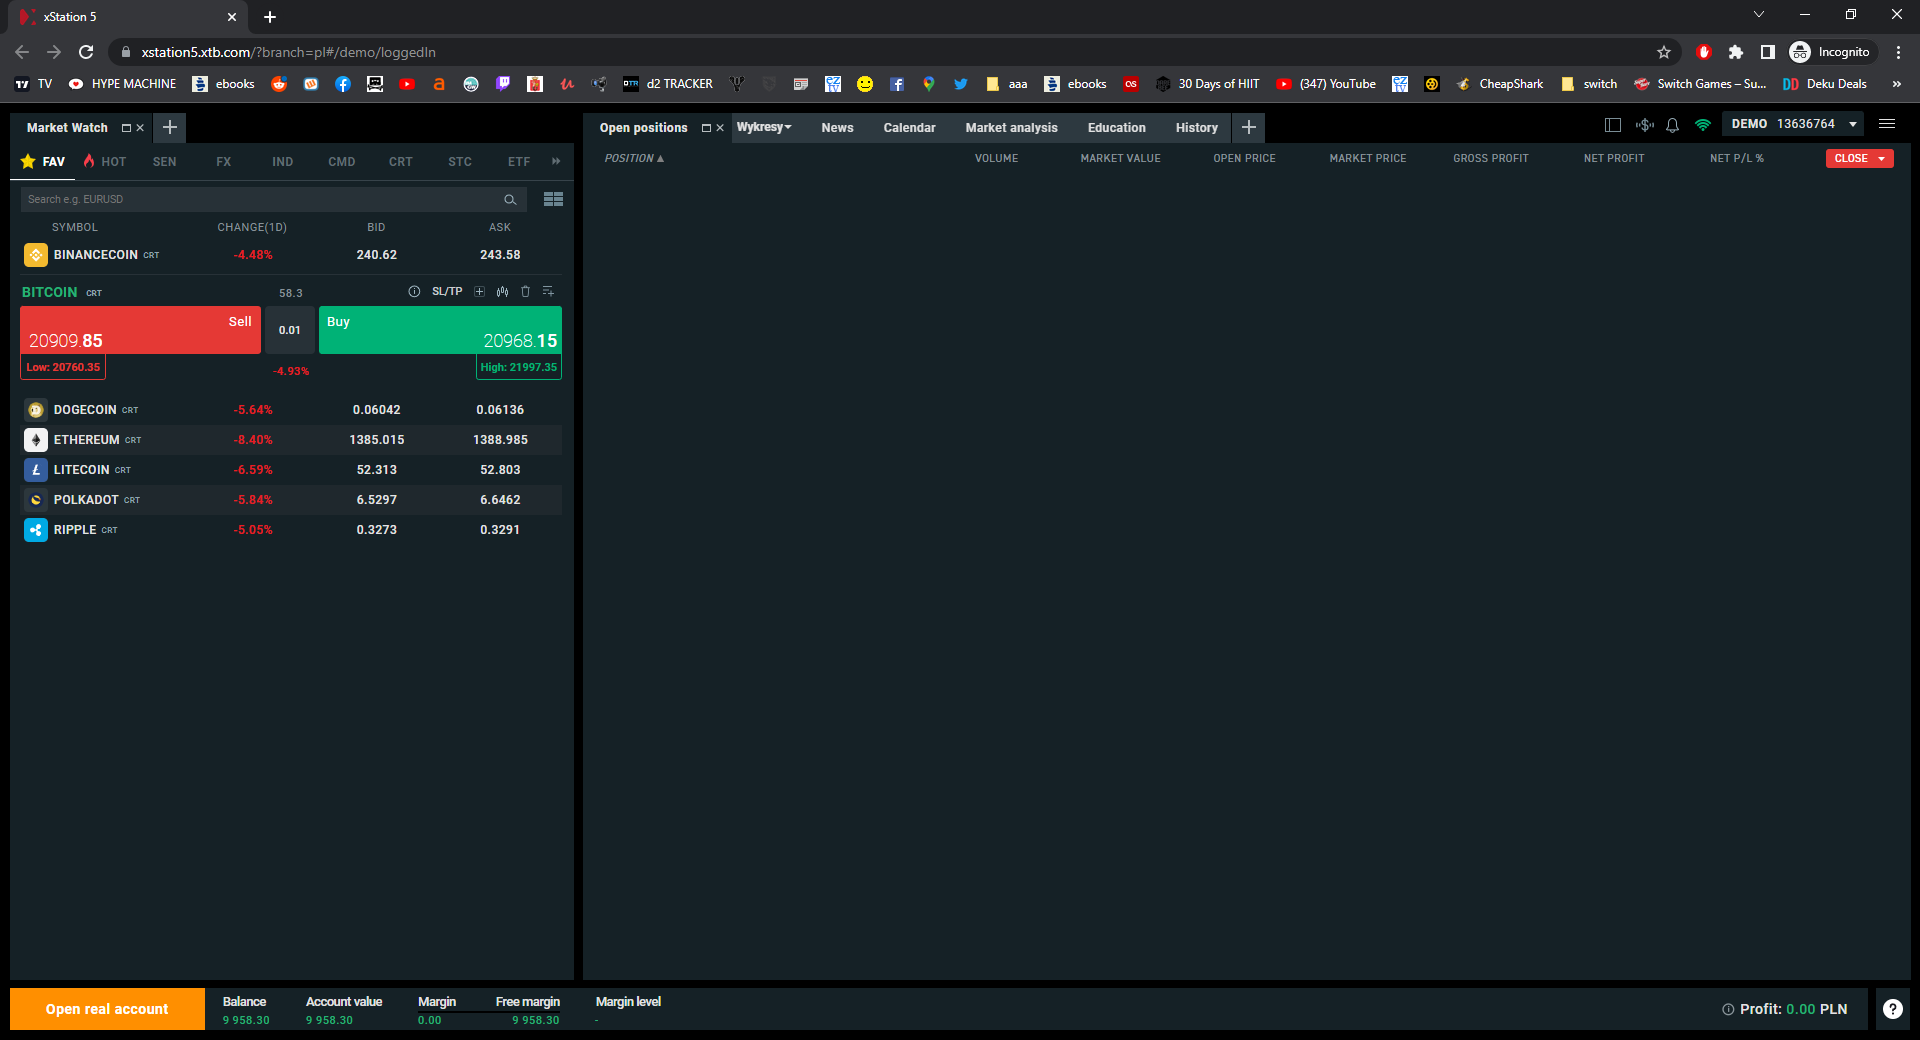 xStation 5
xstation5.xtb.com/?branch=pl#/demo/loggedIn
Incognito
TV HYPE MACHINE ebooks d2 TRACKER aaa ebooks 30 Days of HIIT (347) YouTube CheapShark switch Switch Games – Su... Deku Deals »
Market Watch
Open positions Wykresy News Calendar Market analysis Education History
DEMO 13636764
FAV HOT SEN FX IND CMD CRT STC ETF
POSITION VOLUME MARKET VALUE OPEN PRICE MARKET PRICE GROSS PROFIT NET PROFIT NET P/L % CLOSE
Search e.g. EURUSD
SYMBOL CHANGE(1D) BID ASK
BINANCECOIN CRT -4.48% 240.62 243.58
BITCOIN CRT 58.3 SL/TP
Sell 0.01 Buy
20909.85 20968.15
Low: 20760.35 -4.93% High: 21997.35
DOGECOIN CRT -5.64% 0.06042 0.06136
ETHEREUM CRT -8.40% 1385.015 1388.985
LITECOIN CRT -6.59% 52.313 52.803
POLKADOT CRT -5.84% 6.5297 6.6462
RIPPLE CRT -5.05% 0.3273 0.3291
Open real account
Balance Account value Margin Free margin Margin level
9 958.30 9 958.30 0.00 9 958.30 -
Profit: 0.00 PLN
?